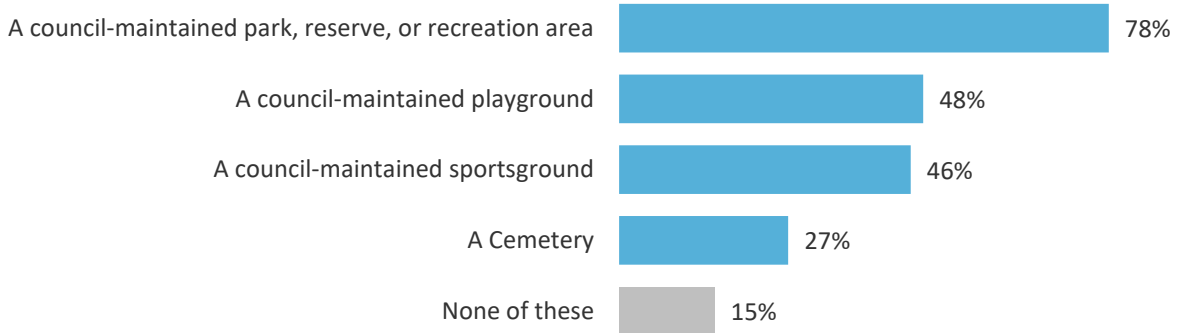 A council-maintained park, reserve, or recreation area 78%
A council-maintained playground 48%
A council-maintained sportsground 46%
A Cemetery 27%
None of these 15%